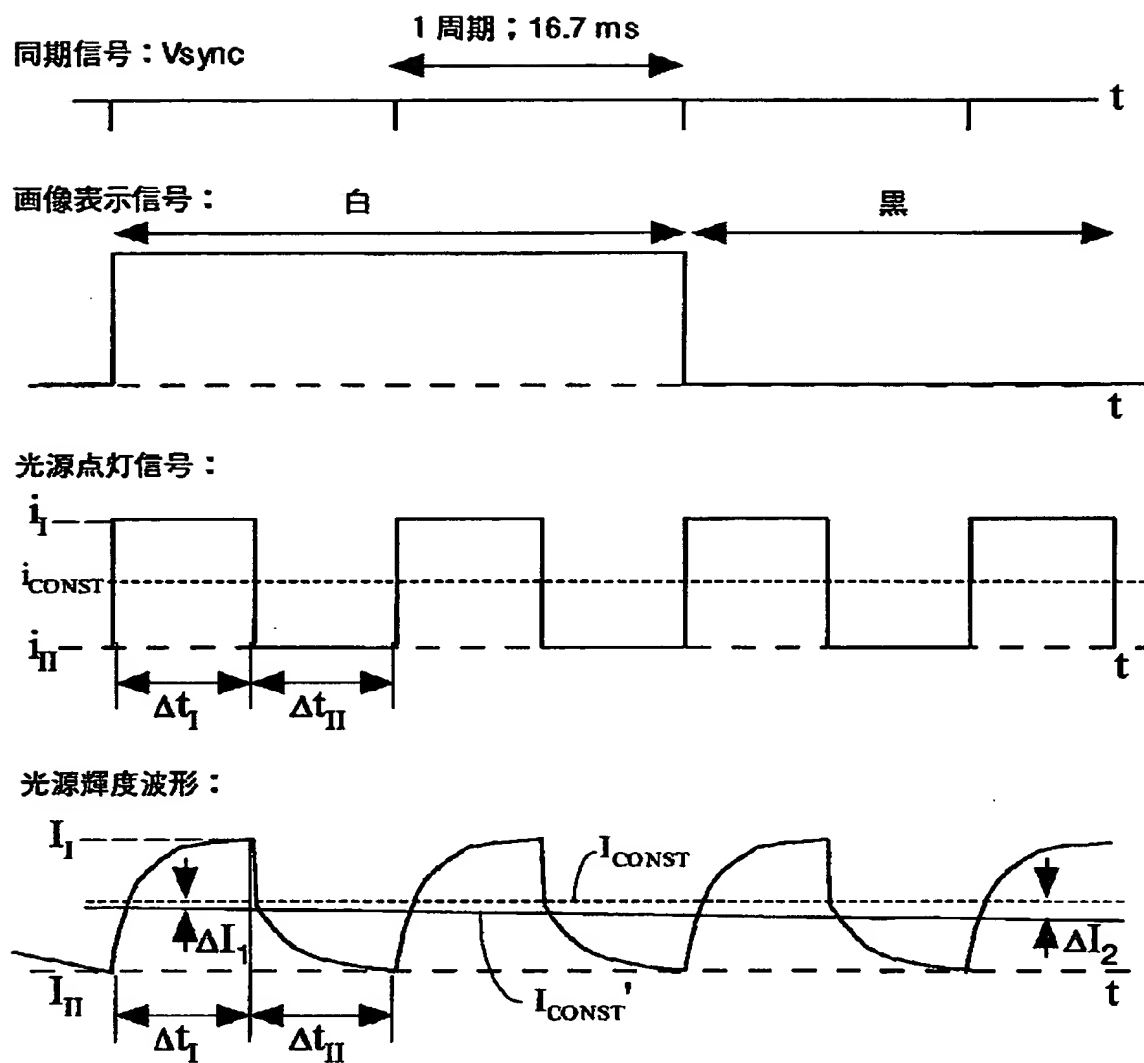 1 周期 ; 16.7 ms
同期信号 : Vsync
t
画像表示信号 :
白
黒
t
光源点灯信号 :
i_I
i_CONST
i_II
t
Δt_I
Δt_II
光源輝度波形 :
I_I
I_CONST
ΔI_1
ΔI_2
I_II
I_CONST'
t
Δt_I
Δt_II